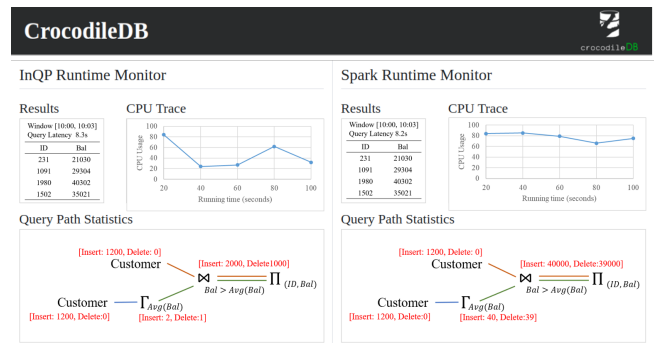 CrocodileDB
crocodileDB
InQP Runtime Monitor
Results
Window [10:00, 10:03]
Query Latency 8.3s
ID Bal
231 21030
1091 29304
1980 40302
1502 35021
CPU Trace
CPU Usage
100
80
60
40
20
0
20 40 60 80 100
Running time (seconds)
Query Path Statistics
[Insert: 1200, Delete: 0]
Customer
[Insert: 2000, Delete1000]
⋈ Π (ID, Bal)
Bal > Avg(Bal)
Customer Γ Avg(Bal)
[Insert: 1200, Delete:0] [Insert: 2, Delete:1]
Spark Runtime Monitor
Results
Window [10:00, 10:03]
Query Latency 8.2s
ID Bal
231 21030
1091 29304
1980 40302
1502 35021
CPU Trace
CPU Usage
100
80
60
40
20
0
20 40 60 80 100
Running time (seconds)
Query Path Statistics
[Insert: 1200, Delete: 0]
Customer
[Insert: 40000, Delete:39000]
⋈ Π (ID, Bal)
Bal > Avg(Bal)
Customer Γ Avg(Bal)
[Insert: 1200, Delete:0] [Insert: 40, Delete:39]